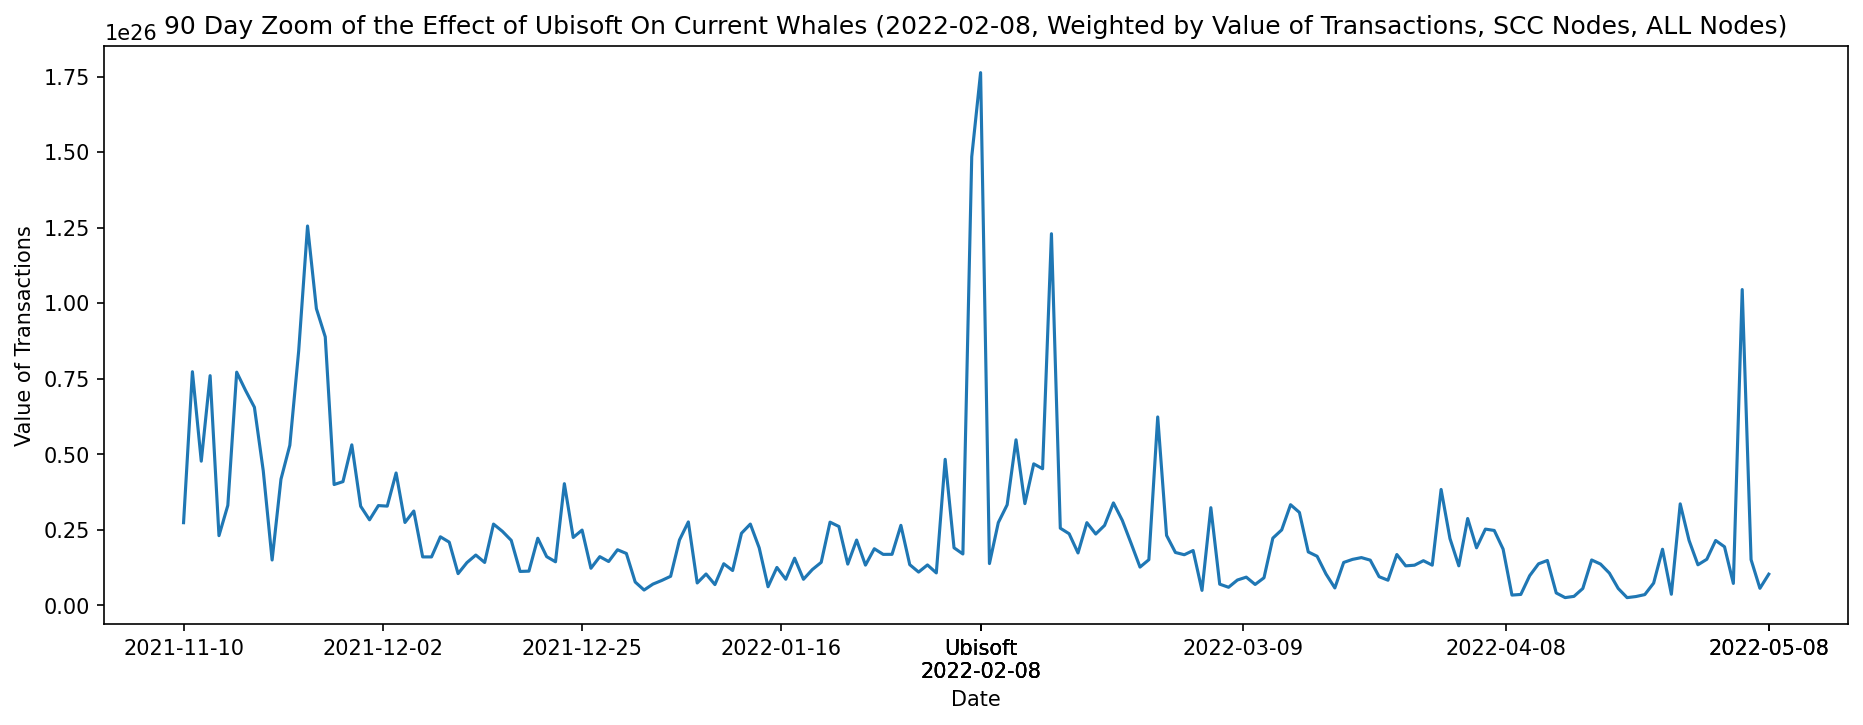 90 Day Zoom of the Effect of Ubisoft On Current Whales (2022-02-08, Weighted by Value of Transactions, SCC Nodes, ALL Nodes)
1e26
1.75
1.50
1.25
1.00
0.75
0.50
0.25
0.00
Value of Transactions
2021-11-10 2021-12-02 2021-12-25 2022-01-16 Ubisoft 2022-03-09 2022-04-08 2022-05-08
2022-02-08
Date